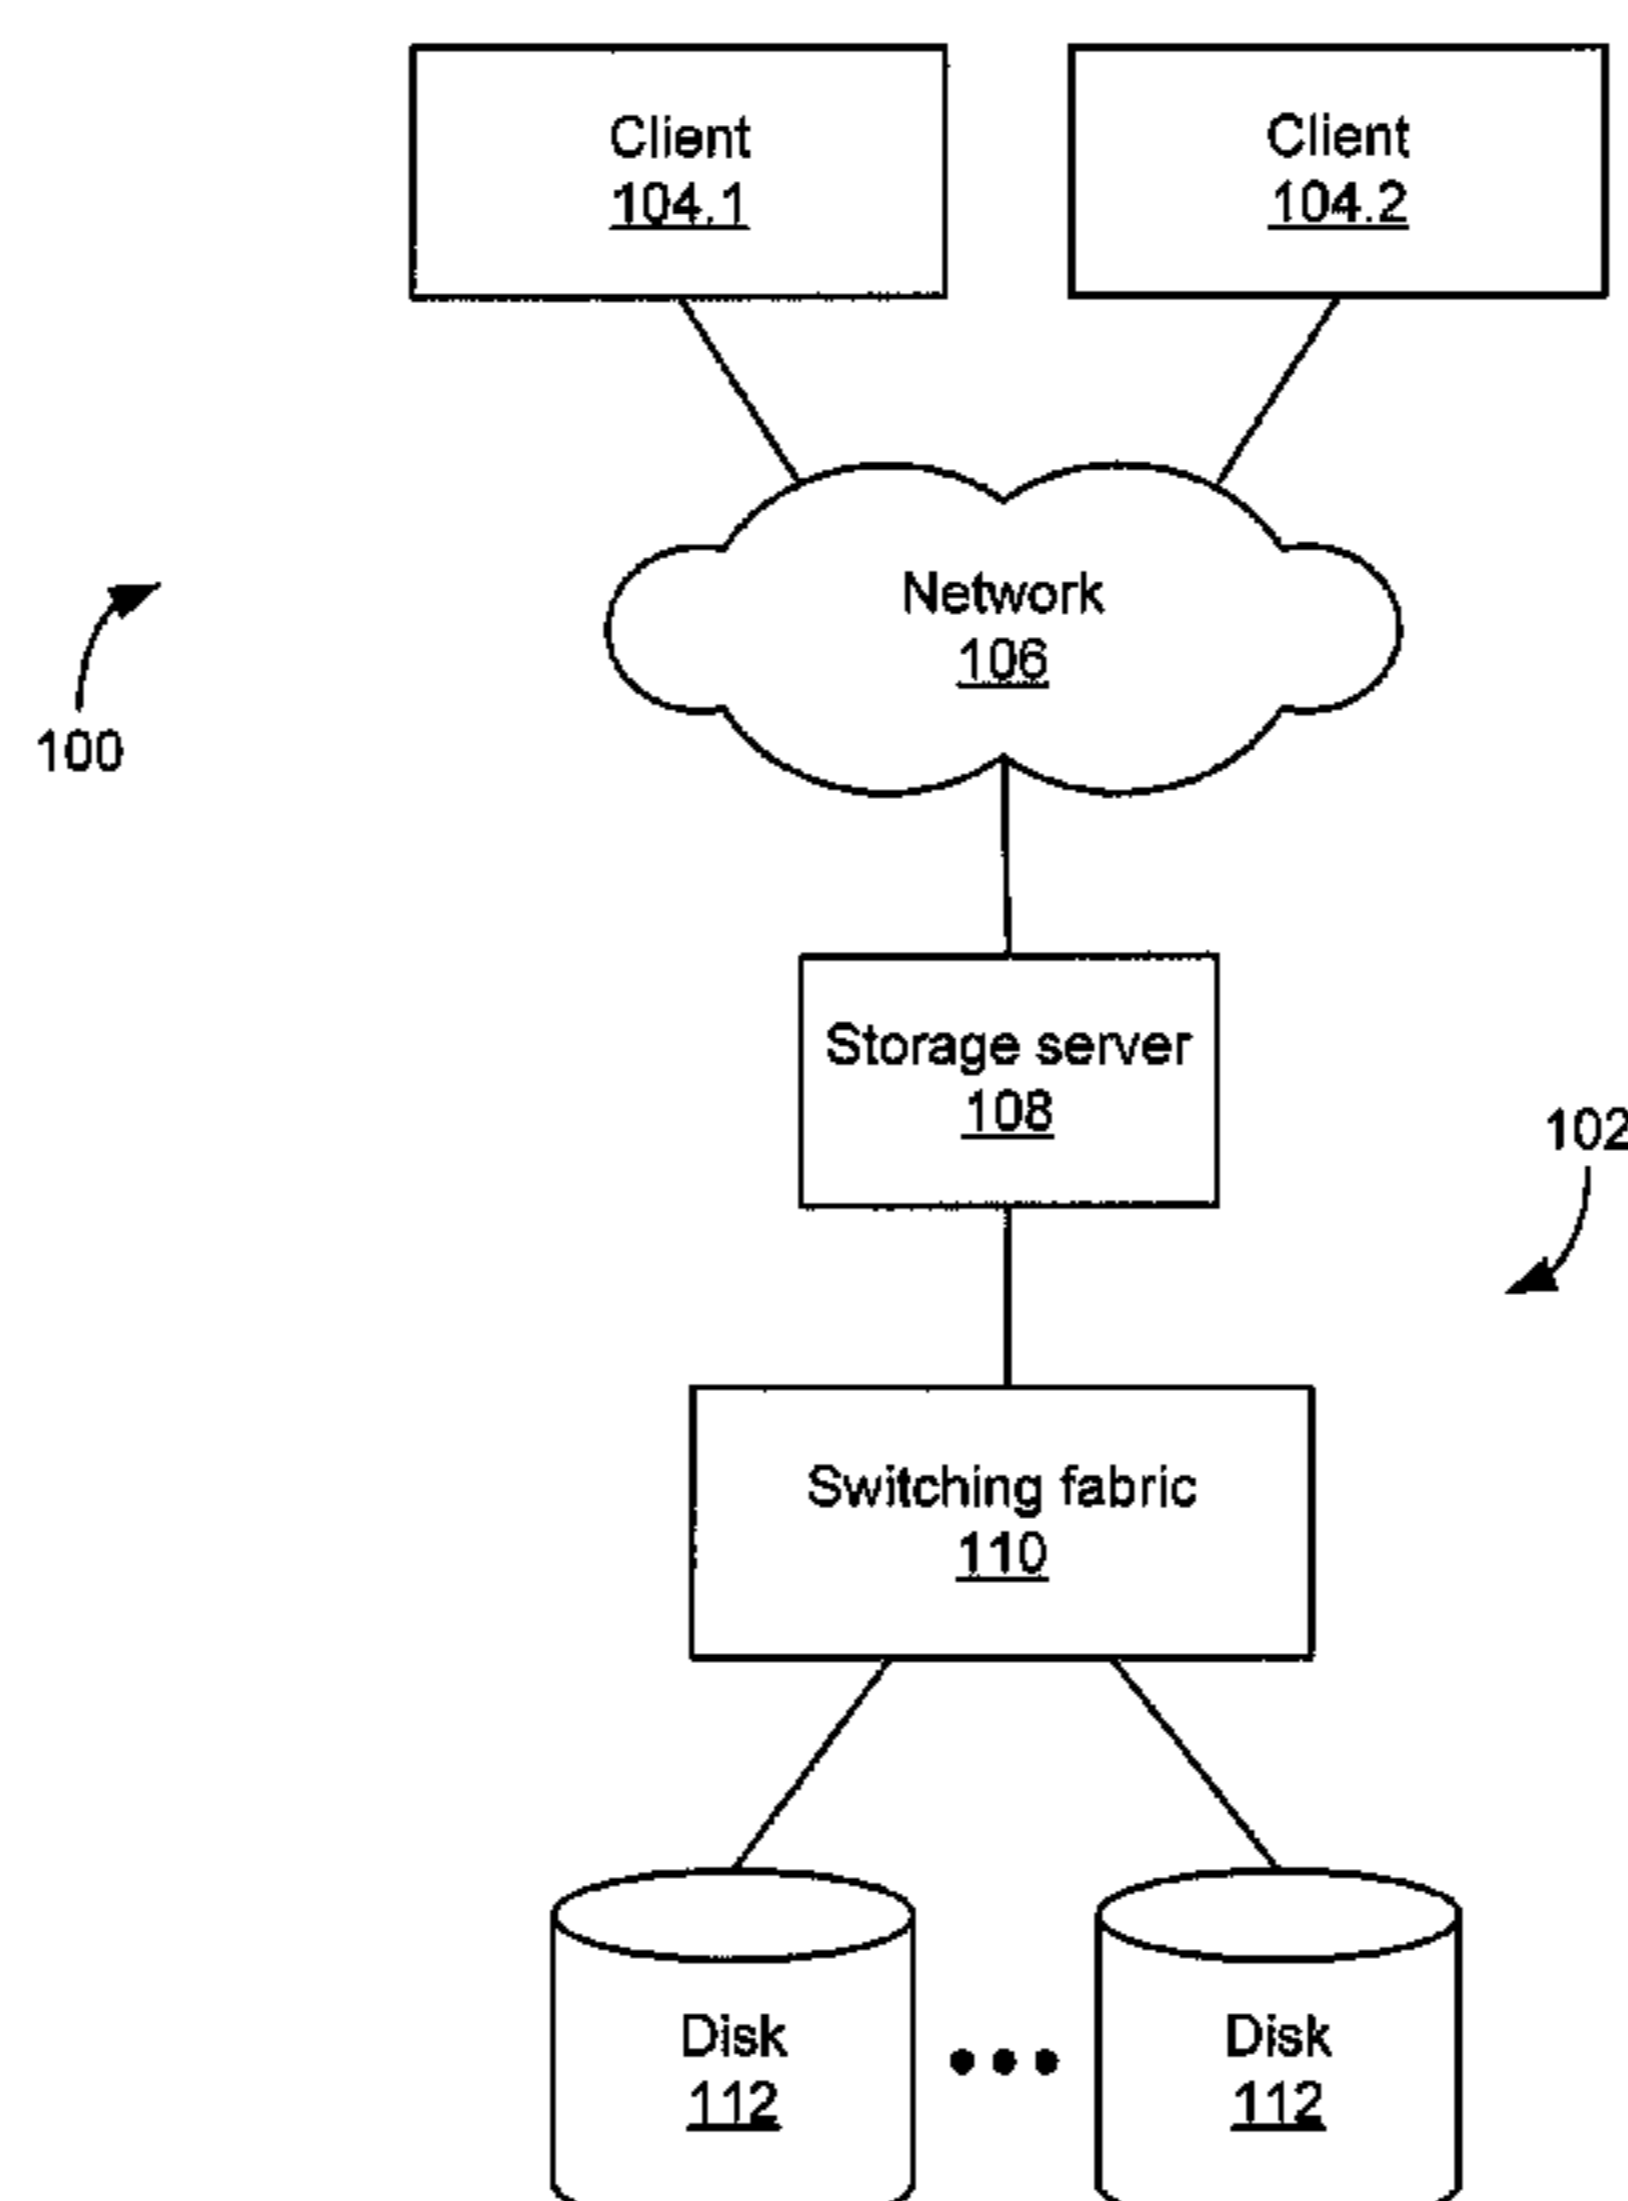 Client
104.1
Client
104.2
Network
106
100
Storage server
108
102
Switching fabric
110
Disk
112
Disk
112